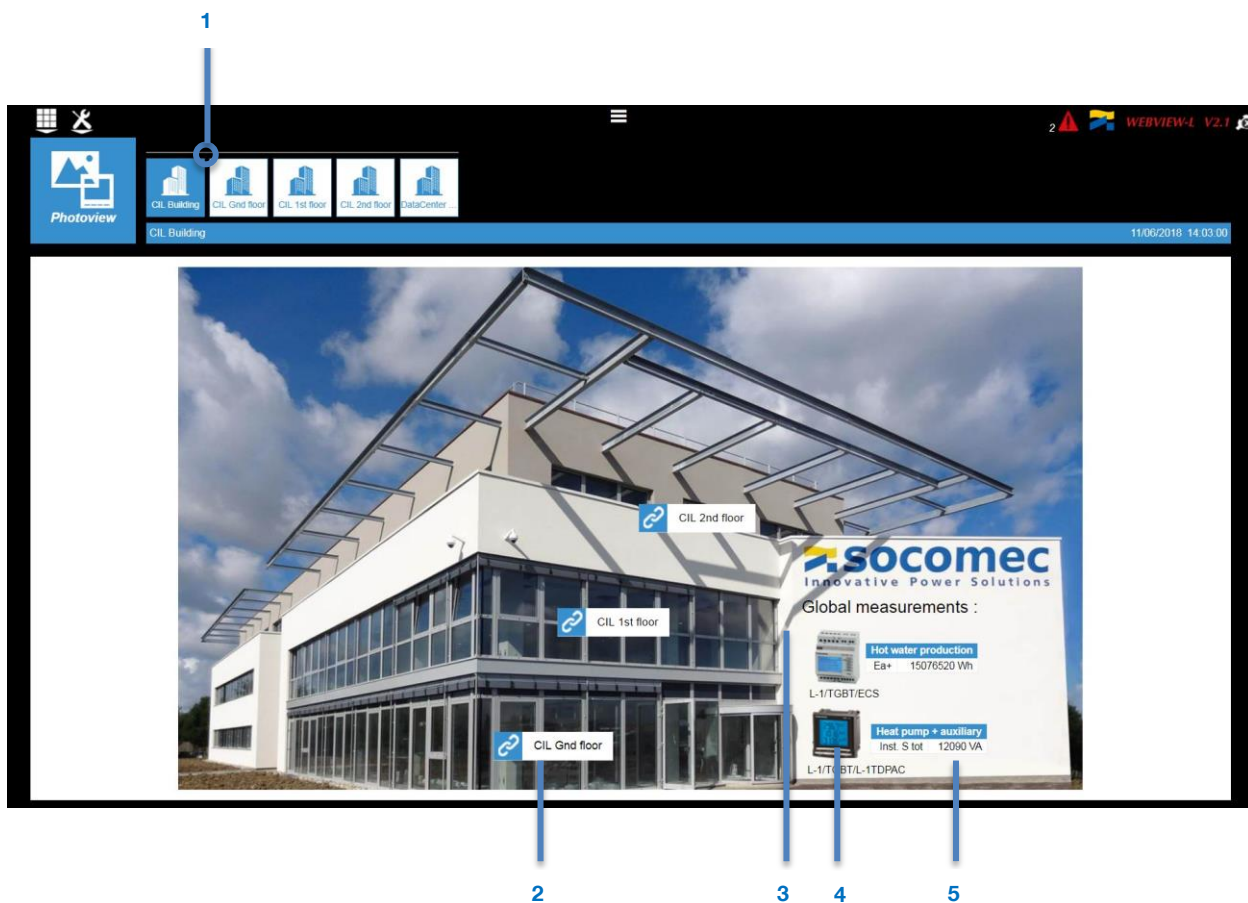 1
2
WEBVIEW-L V2.1
Photoview
CIL Building
CIL Gnd floor
CIL 1st floor
CIL 2nd floor
DataCenter ...
CIL Building
11/06/2018 14:03:00
CIL 2nd floor
socomec
Innovative Power Solutions
Global measurements :
CIL 1st floor
Hot water production
Ea+ 15076520 Wh
L-1/TGBT/ECS
CIL Gnd floor
Heat pump + auxiliary
Inst. S tot 12090 VA
L-1/TGBT/L-1TDPAC
2
3
4
5